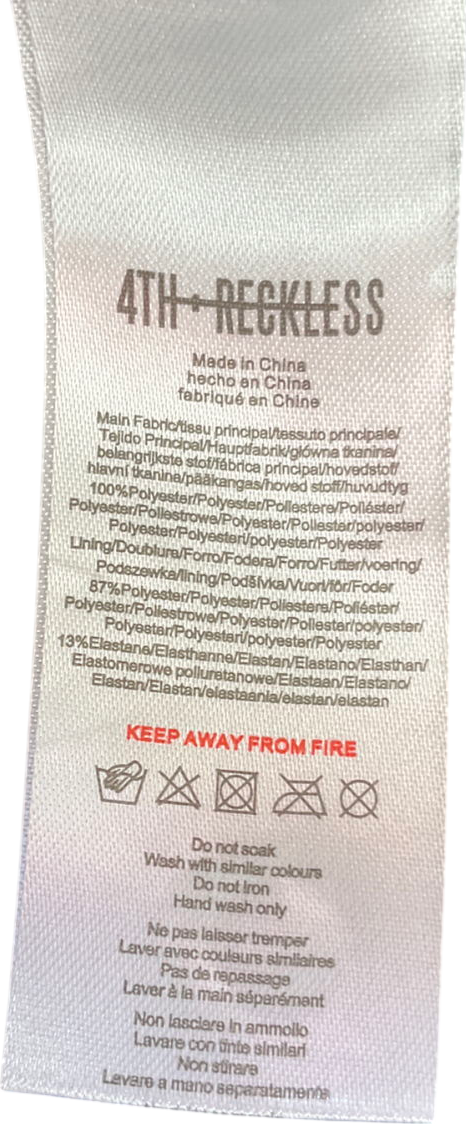 4TH + RECKLESS
Made in China
hecho en China
fabriqué en Chine
Main Fabric/tissu principal/tessuto principale/
Tejido Principal/Hauptfabrik/główna tkanina/
belangrijkste stof/fábrica principal/hovedstoff
hlavní tkanina/pääkangas/hoved stoff/huvudtyg
100%Polyester/Polyester/Poliestere/Poliéster/
Polyester/Poliestrowe/Polyester/Poliester/polyester/
Polyester/Polyesteri/polyester/Polyester
Lining/Doublure/Forro/Fodera/Forro/Futter/voering/
Podszewka/lining/PodšÍvka/Vuori/fôr/Foder
87%Polyester/Polyester/Poliestere/Poliéster/
Polyester/Poliestrowe/Polyester/Poliester/polyester/
Polyester/Polyesteri/polyester/Polyester
13%Elastane/Elasthanne/Elastan/Elastano/Elasthan/
Elastomerowe poliuretanowe/Elastaan/Elastano/
Elastan/Elastan/elastaania/elastan/elastan
KEEP AWAY FROM FIRE
Do not soak
Wash with similar colours
Do not iron
Hand wash only
Ne pas laisser tremper
Laver avec couleurs similaires
Pas de repassage
Laver à la main séparément
Non lasciare in ammollo
Lavare con tinte similari
Non stirare
Lavare a mano separatamente